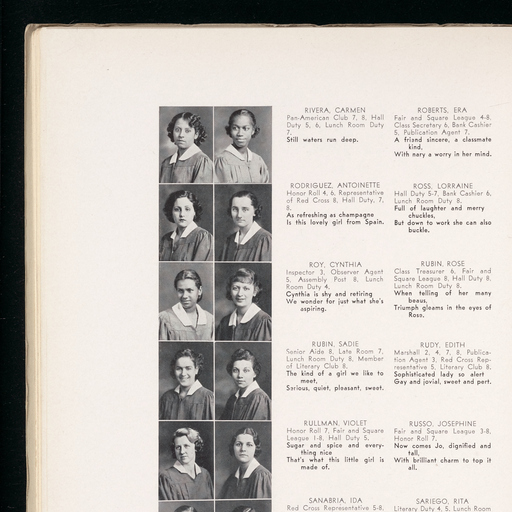 RIVERA, CARMEN
Pan-American Club 7, 8, Hall
Duty 5, 6, Lunch Room Duty
7.
Still waters run deep.
ROBERTS, ERA
Fair and Square League 4-8,
Class Secretary 6, Bank Cashier
5, Publication Agent 7.
A friend sincere, a classmate
kind,
With nary a worry in her mind.
RODRIGUEZ, ANTOINETTE
Honor Roll 4, 6, Representative
of Red Cross 8, Hall Duty, 7,
8.
As refreshing as champagne
Is this lovely girl from Spain.
ROSS, LORRAINE
Hall Duty 5-7, Bank Cashier 6,
Lunch Room Duty 8.
Full of laughter and merry
chuckles,
But down to work she can also
buckle.
ROY, CYNTHIA
Inspector 3, Observer Agent
5, Assembly Post 8, Lunch
Room Duty 4.
Cynthia is shy and retiring
We wonder for just what she's
aspiring.
RUBIN, ROSE
Class Treasurer 6, Fair and
Square League 8, Hall Duty 8,
Lunch Room Duty 8.
When telling of her many
beaus,
Triumph gleams in the eyes of
Rose.
RUBIN, SADIE
Senior Aide 8, Late Room 7,
Lunch Room Duty 8, Member
of Literary Club 8.
The kind of a girl we like to
meet,
Serious, quiet, pleasant, sweet.
RUDY, EDITH
Marshall 2, 4, 7, 8, Publica-
tion Agent 3, Red Cross Rep-
resentative 5, Literary Club 8.
Sophisticated lady so alert
Gay and jovial, sweet and pert.
RULLMAN, VIOLET
Honor Roll 7, Fair and Square
League 1-8, Hall Duty 5.
Sugar and spice and every-
thing nice
That's what this little girl is
made of.
RUSSO, JOSEPHINE
Fair and Square League 3-8,
Honor Roll 7.
Now comes Jo, dignified and
tall,
With brilliant charm to top it
all.
SANABRIA, IDA
Red Cross Representative 5-8,
SARIEGO, RITA
Literary Duty 4, 5, Lunch Room